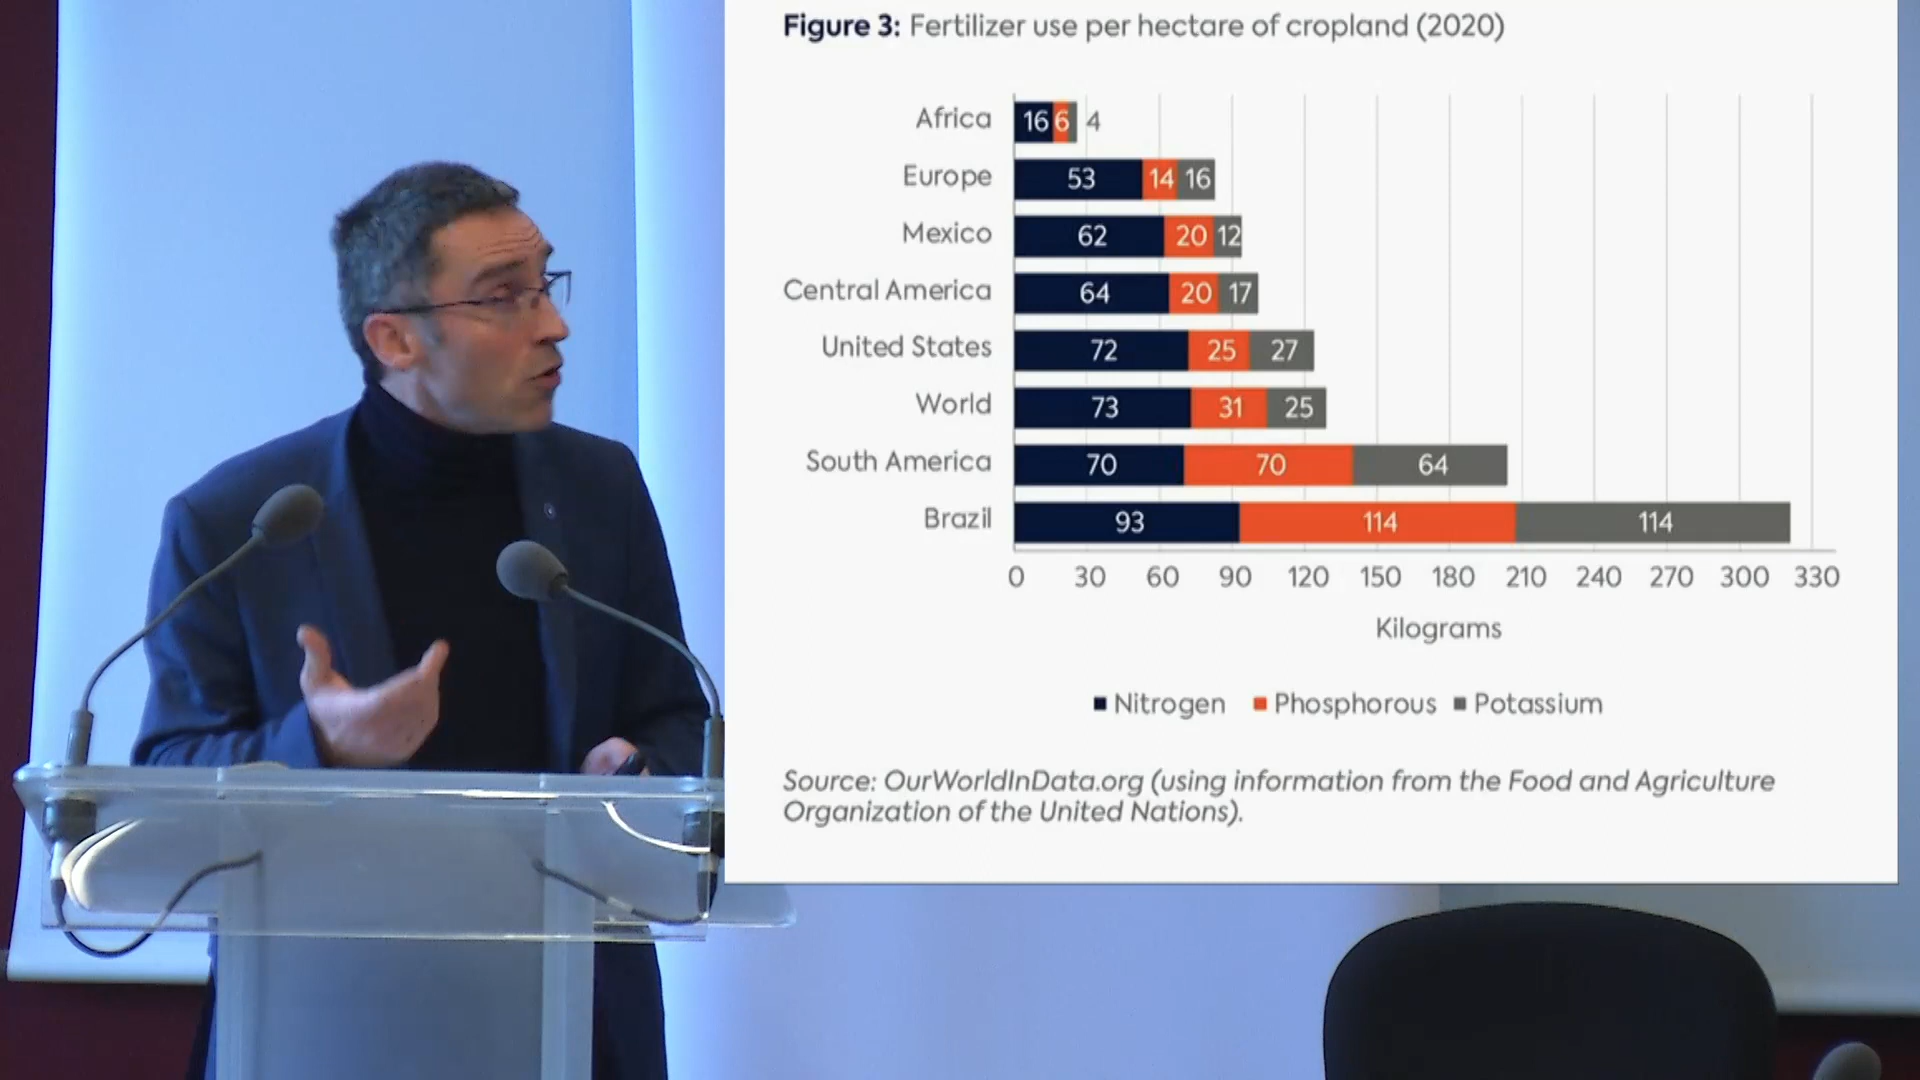 Figure 3: Fertilizer use per hectare of cropland (2020)
Africa 16 6 4
Europe 53 14 16
Mexico 62 20 12
Central America 64 20 17
United States 72 25 27
World 73 31 25
South America 70 70 64
Brazil 93 114 114
0 30 60 90 120 150 180 210 240 270 300 330
Kilograms
Nitrogen Phosphorous Potassium
Source: OurWorldInData.org (using information from the Food and Agriculture
Organization of the United Nations).